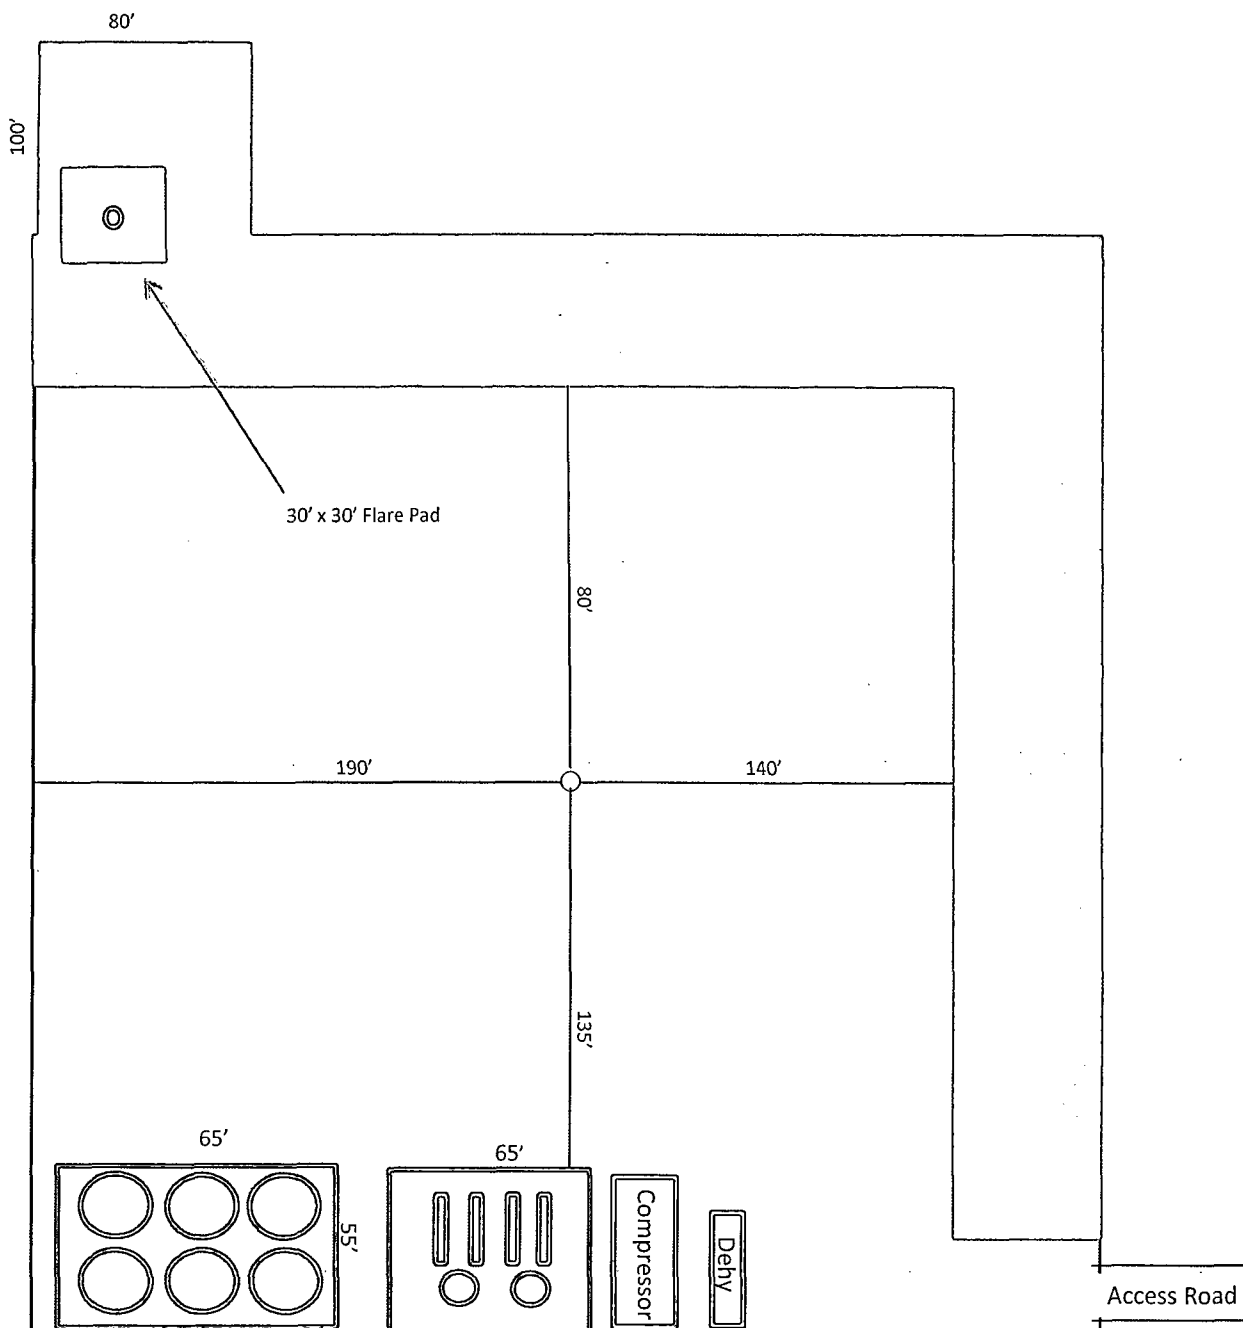 80′
100′
30′ x 30′ Flare Pad
80′
190′
140′
135′
65′
65′
55′
Compressor
Dehy
Access Road